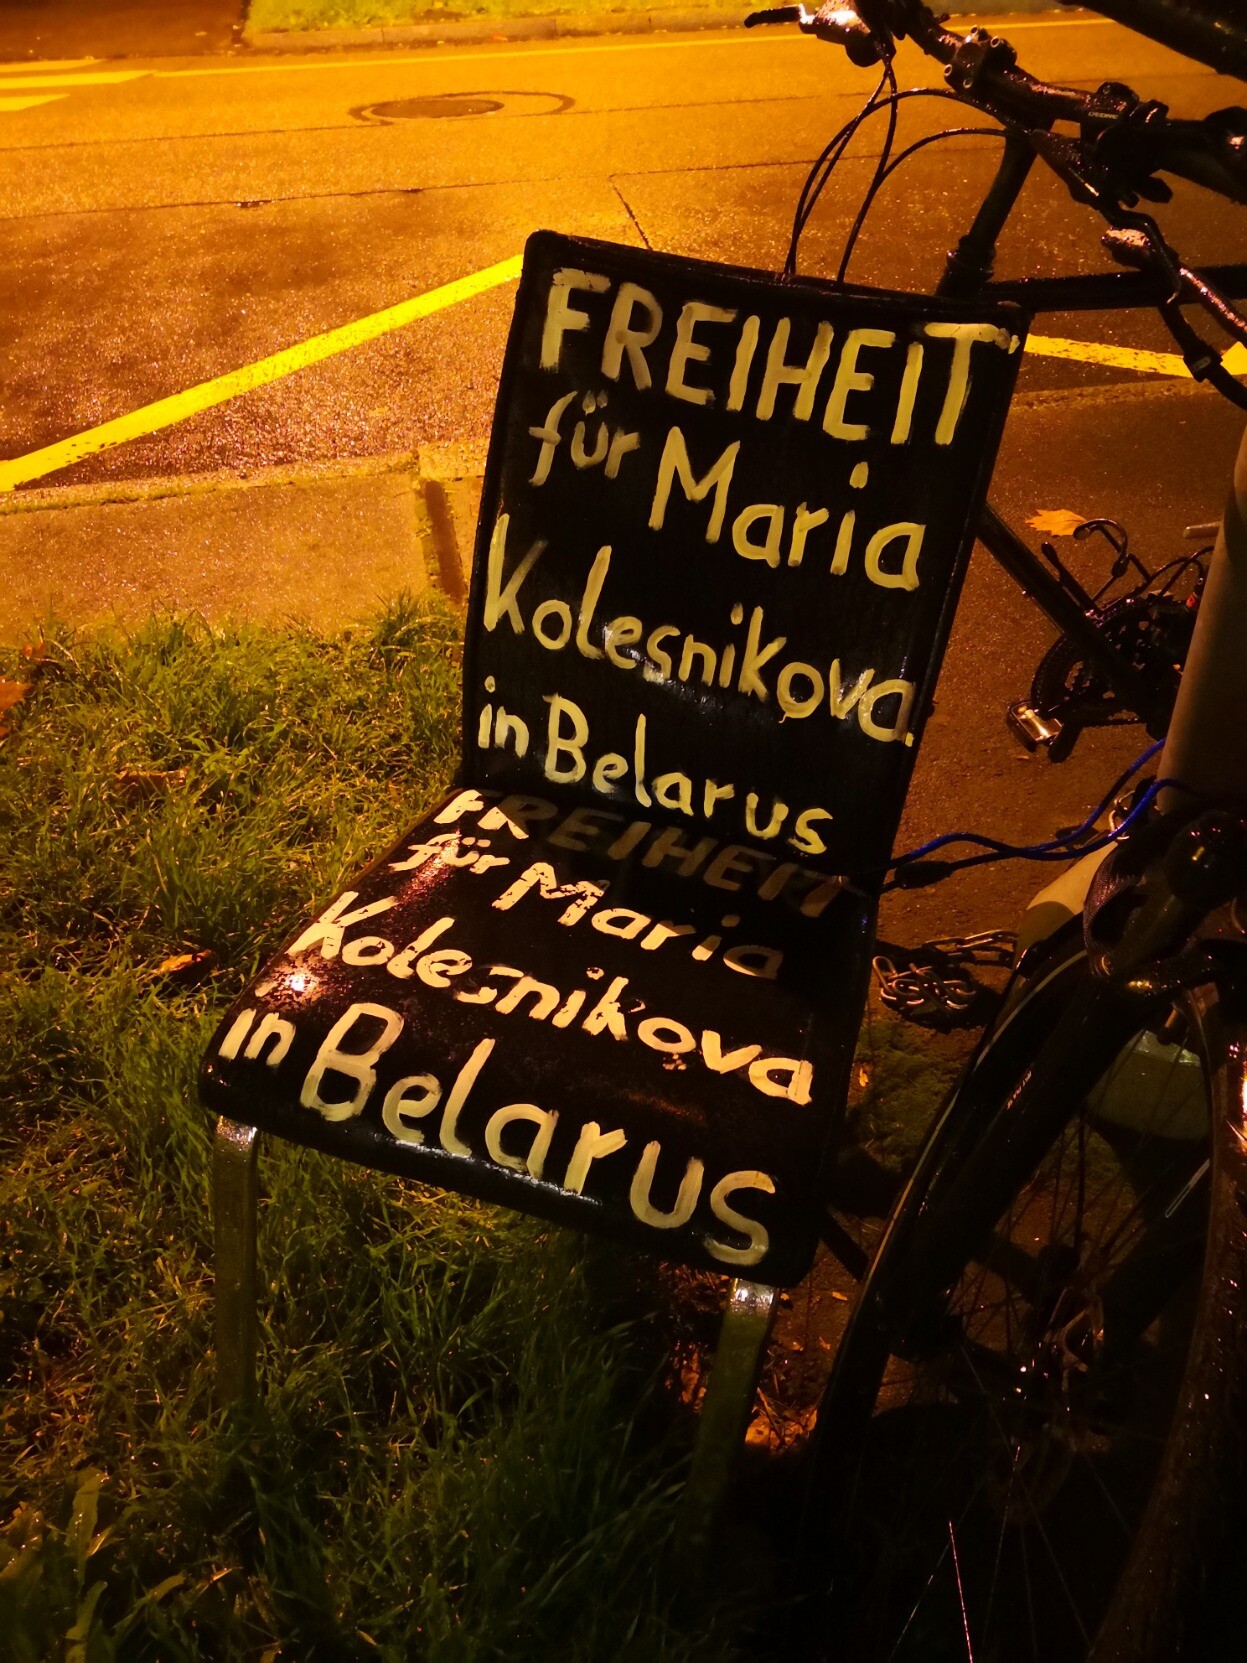 FREIHEIT
für Maria
Kolesnikova
in Belarus
FREIHEIT
für Maria
Kolesnikova
in Belarus